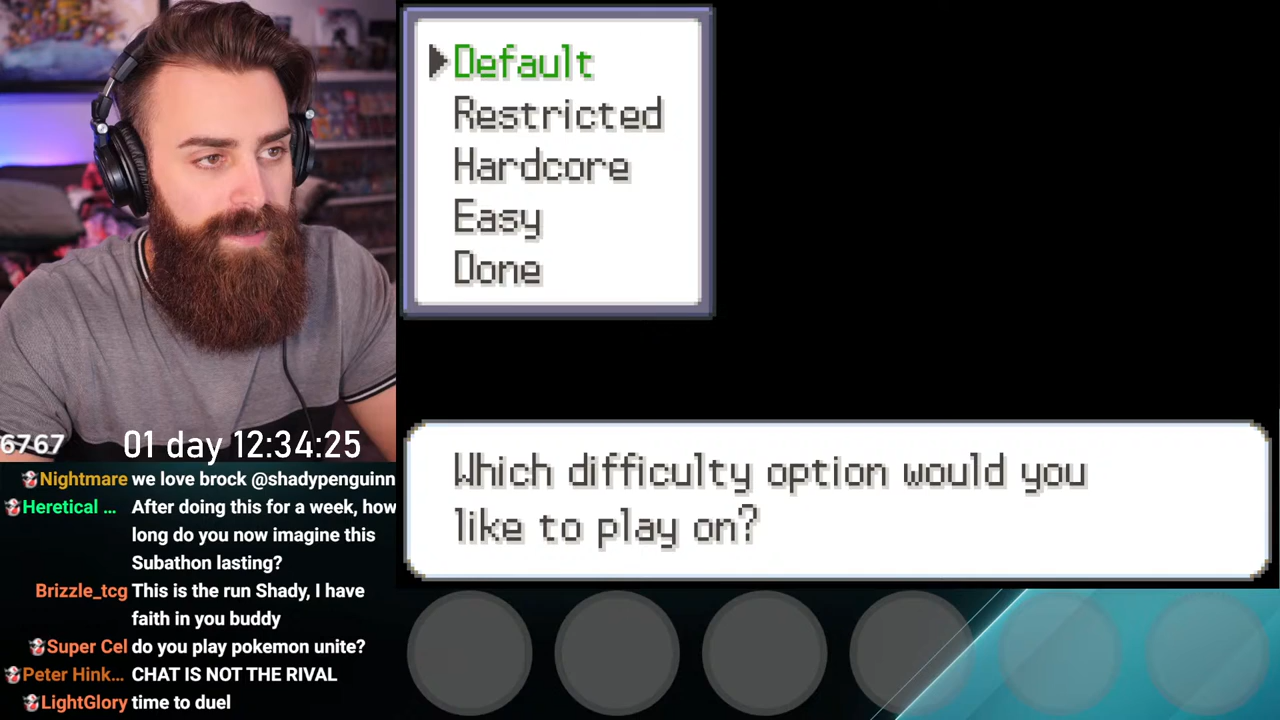 Default
Restricted
Hardcore
Easy
Done
Which difficulty option would you
like to play on?
6767 01 day 12:34:25
Nightmare we love brock @shadypenguinn
Heretical ... After doing this for a week, how
long do you now imagine this
Subathon lasting?
Brizzle_tcg This is the run Shady, I have
faith in you buddy
Super Cel do you play pokemon unite?
Peter Hink... CHAT IS NOT THE RIVAL
LightGlory time to duel